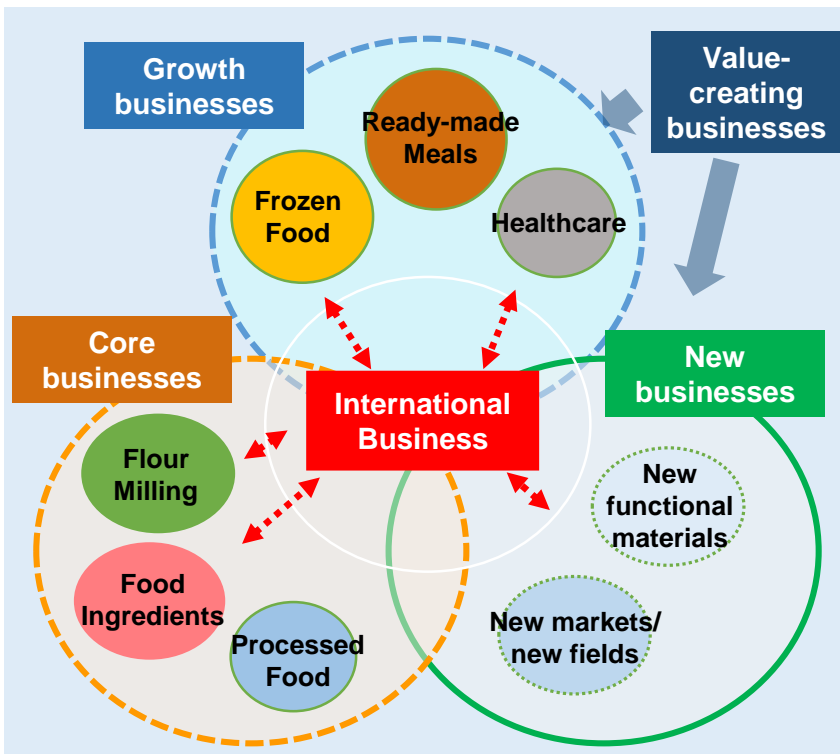 Growth
businesses
Value-
creating
businesses
Ready-made
Meals
Frozen
Food
Healthcare
Core
businesses
New
businesses
International
Business
Flour
Milling
New
functional
materials
Food
Ingredients
Processed
Food
New markets/
new fields